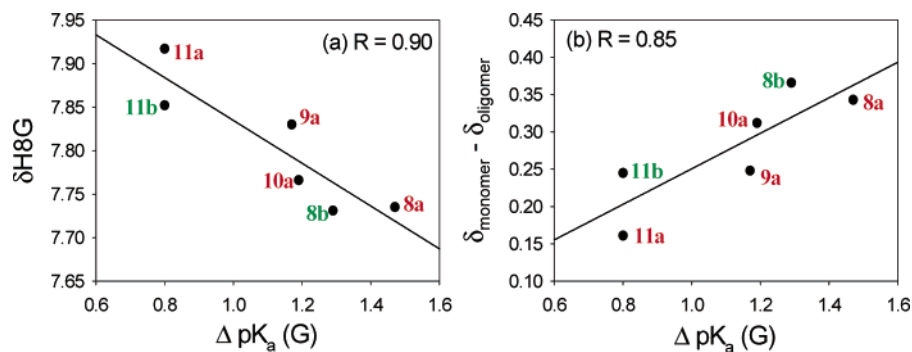 (a) R = 0.90
δH8G
7.95
7.90
7.85
7.80
7.75
7.70
7.65
11a
11b
9a
10a
8b
8a
0.6 0.8 1.0 1.2 1.4 1.6
Δ pKa (G)
(b) R = 0.85
δmonomer - δoligomer
0.45
0.40
0.35
0.30
0.25
0.20
0.15
0.10
8b
8a
10a
11b
9a
11a
0.6 0.8 1.0 1.2 1.4 1.6
Δ pKa (G)